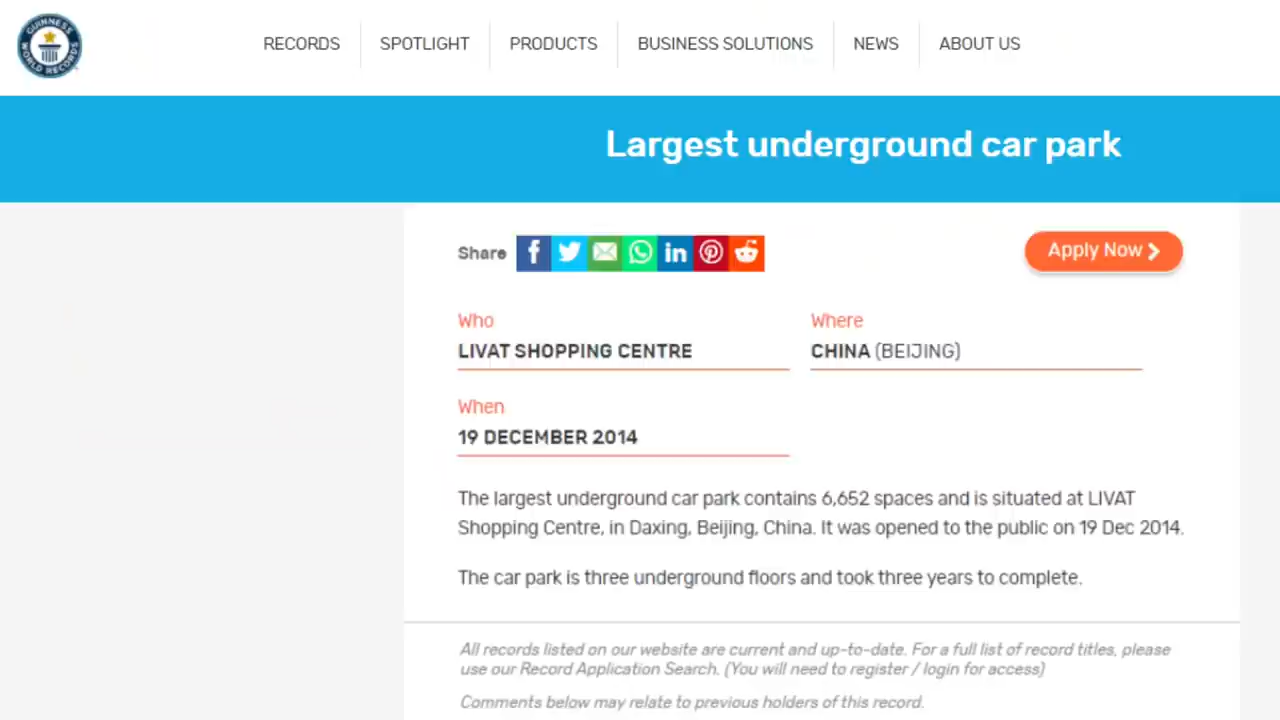 GUINNESS WORLD RECORDS
RECORDS
SPOTLIGHT
PRODUCTS
BUSINESS SOLUTIONS
NEWS
ABOUT US
Largest underground car park
Share
Apply Now
Who
LIVAT SHOPPING CENTRE
Where
CHINA (BEIJING)
When
19 DECEMBER 2014
The largest underground car park contains 6,652 spaces and is situated at LIVAT
Shopping Centre, in Daxing, Beijing, China. It was opened to the public on 19 Dec 2014.
The car park is three underground floors and took three years to complete.
All records listed on our website are current and up-to-date. For a full list of record titles, please
use our Record Application Search. (You will need to register / login for access)
Comments below may relate to previous holders of this record.